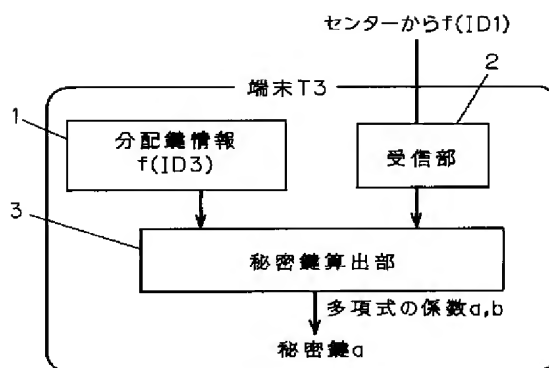 センターからf(ID1)
2
端末T3
1
分配鍵情報
f(ID3)
受信部
3
秘密鍵算出部
多項式の係数a,b
秘密鍵a